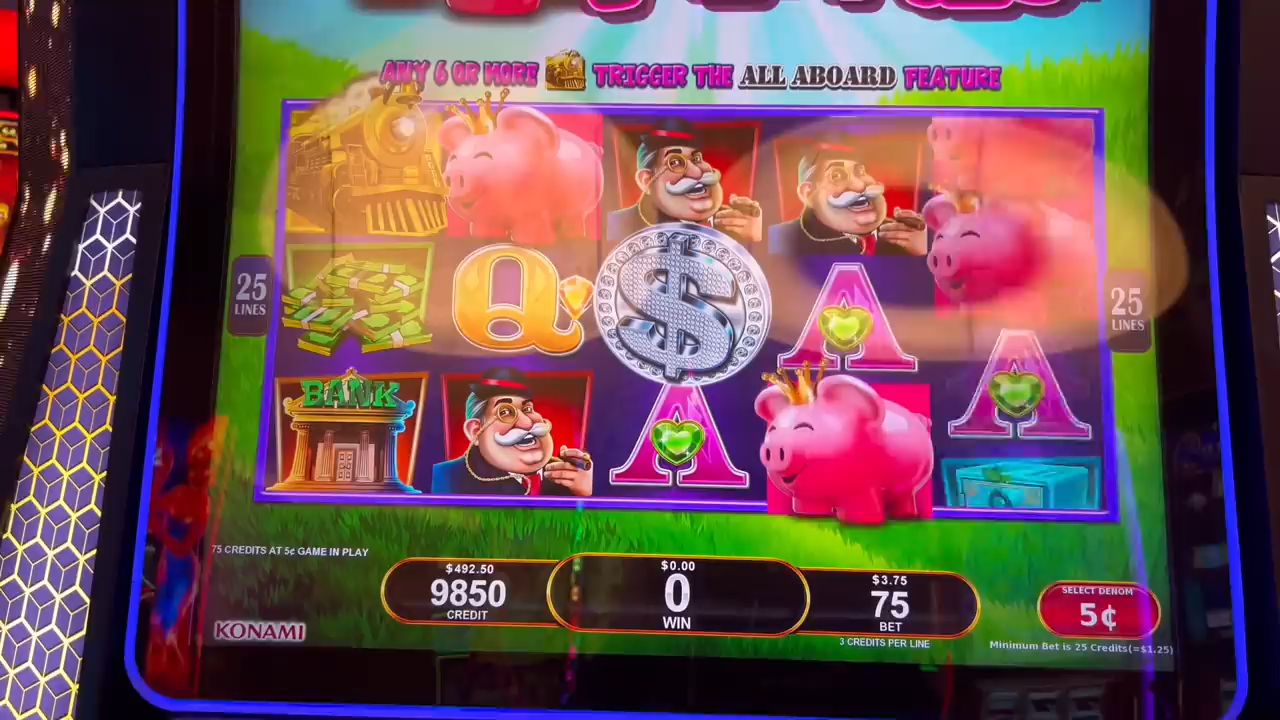 ANY 6 OR MORE TRIGGER THE ALL ABOARD FEATURE
25
LINES
25
LINES
Q
$
A
A
BANK
A
75 CREDITS AT 5¢ GAME IN PLAY
$492.50
9850
CREDIT
$0.00
0
WIN
$3.75
75
BET
3 CREDITS PER LINE
SELECT DENOM
5¢
Minimum Bet is 25 Credits(=$1.25)
KONAMI